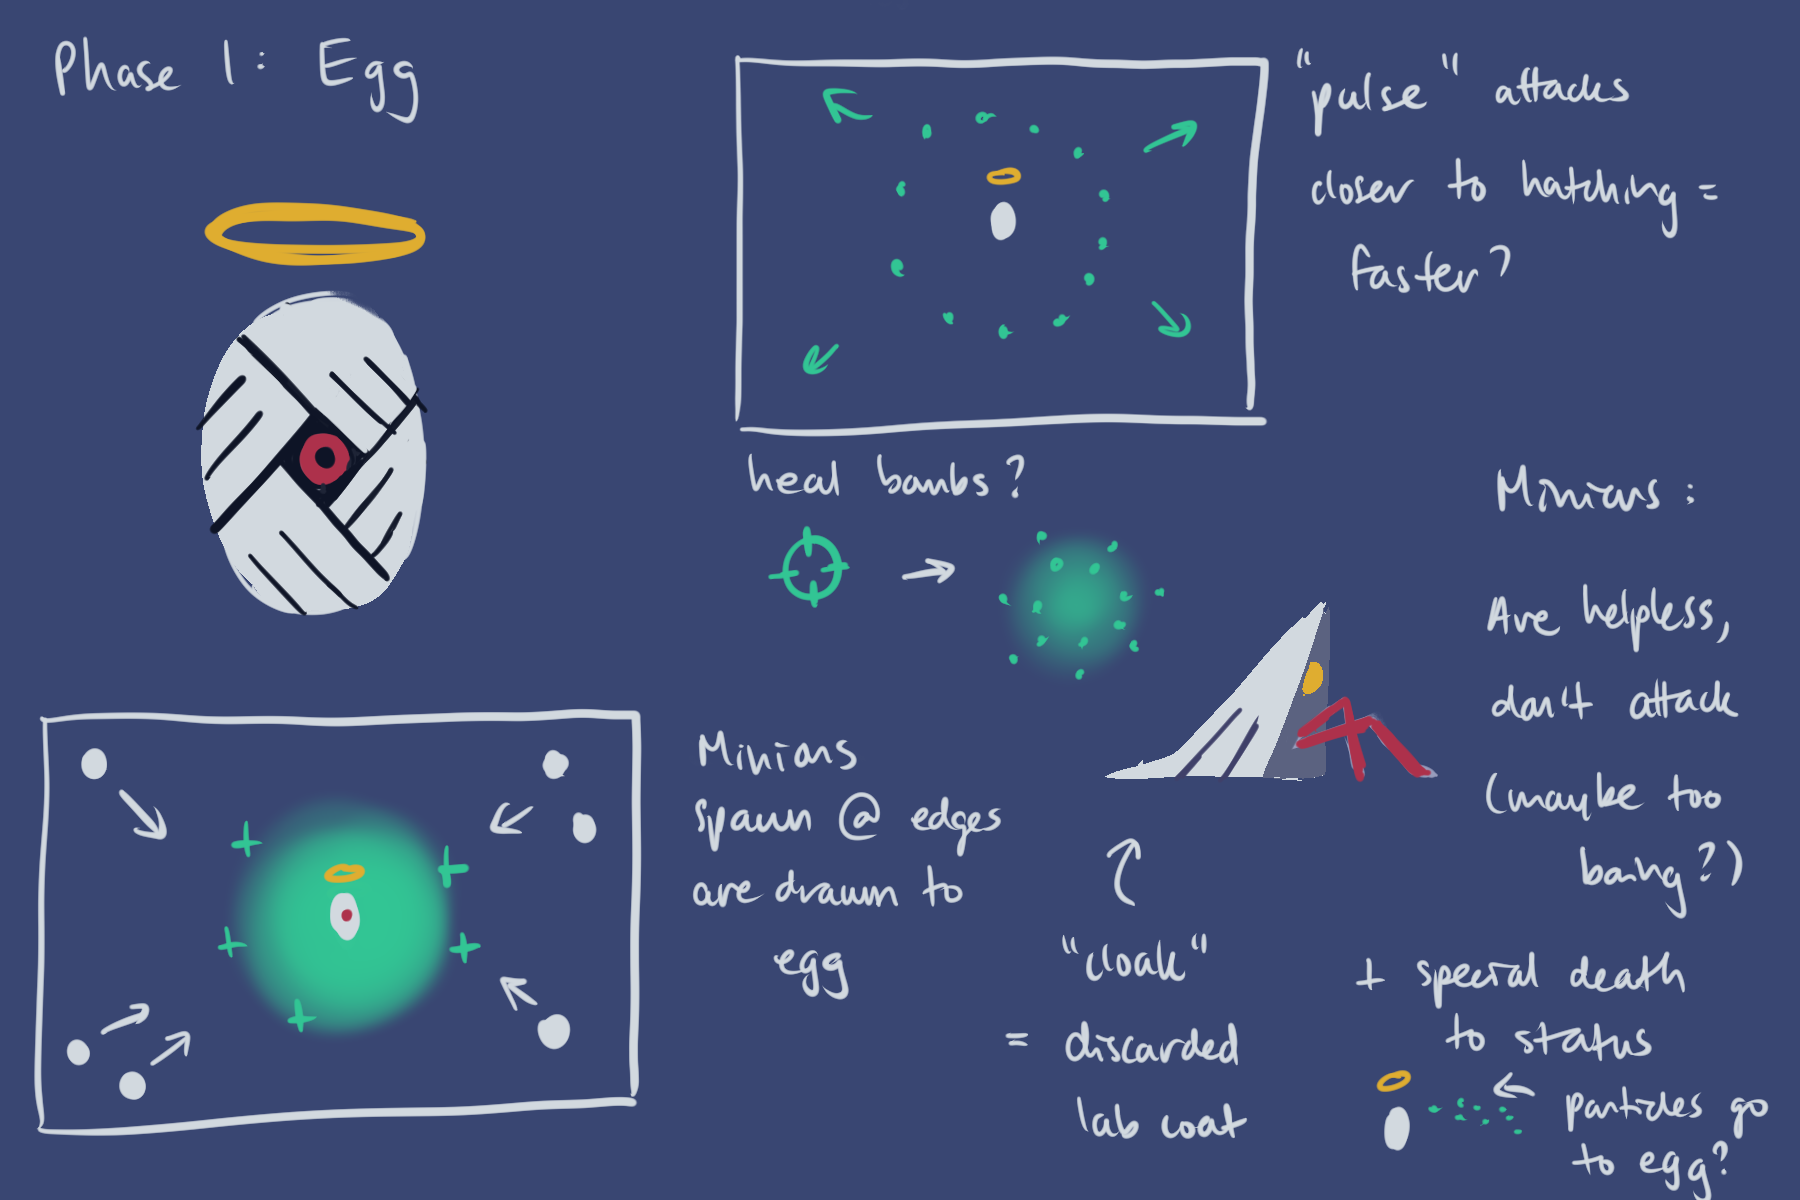 Phase 1: Egg
"pulse" attacks
closer to hatching =
faster?
heal bombs?
Minions
spawn @ edges
are drawn to
egg
"cloak"
= discarded
lab coat
Minions:
Are helpless,
don't attack
(maybe too
boring?)
+ special death
to status
particles go
to egg?